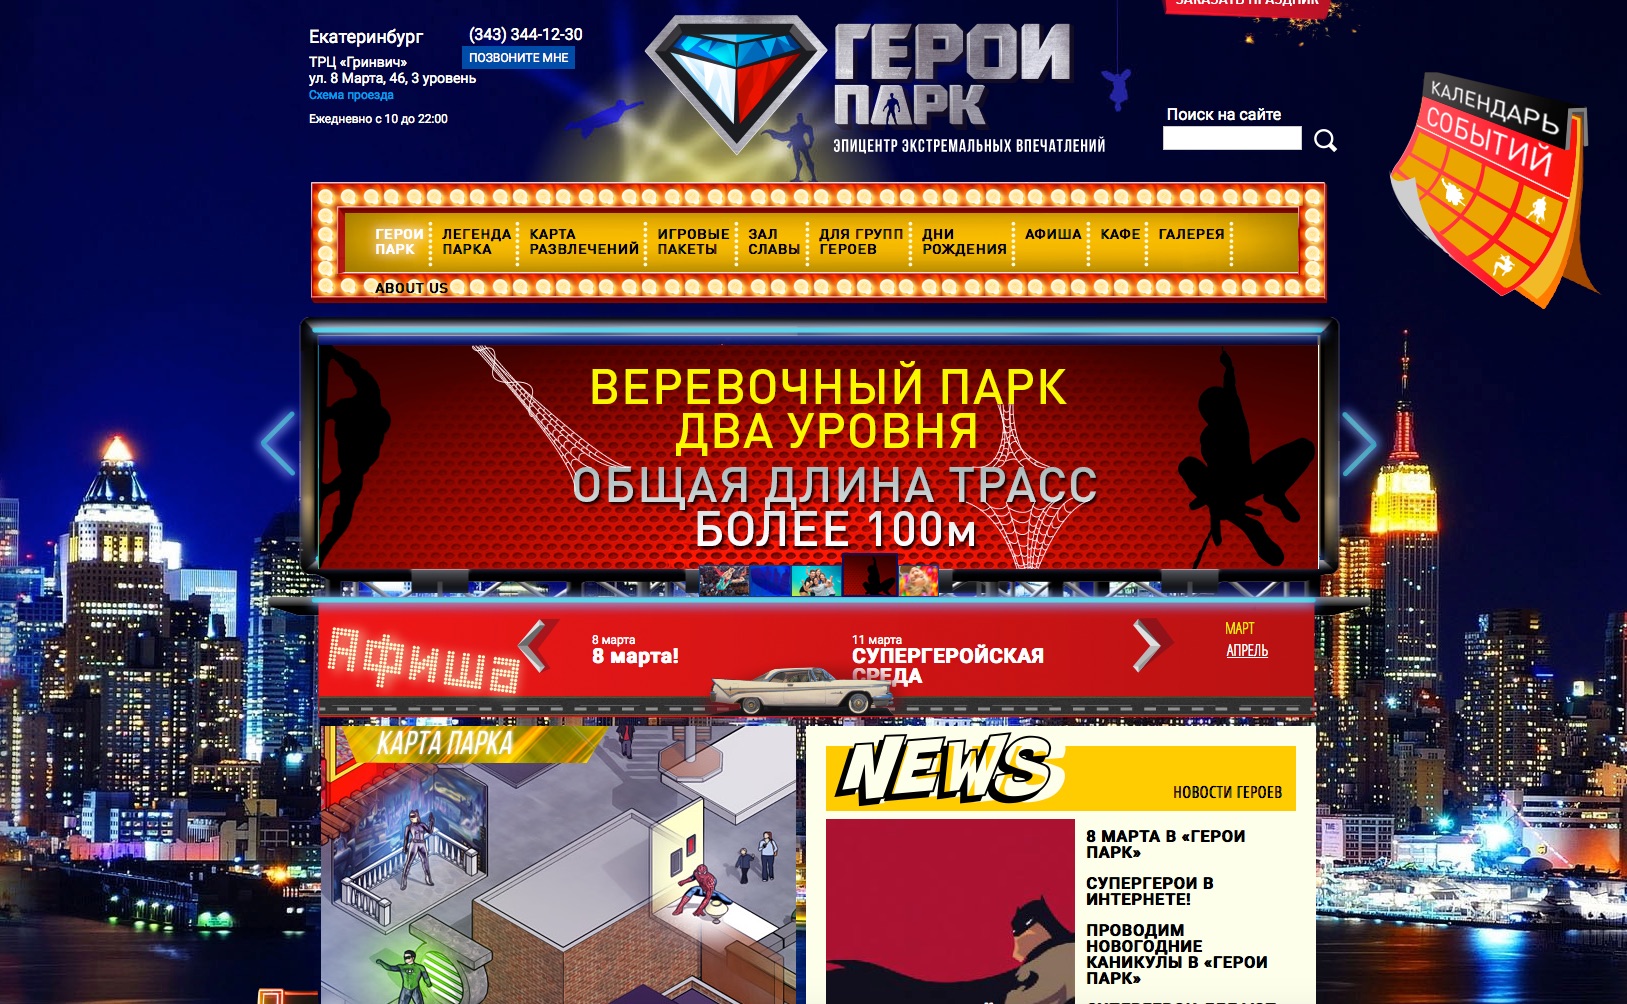 ЗАКАЗАТЬ ПРАЗДНИК
Екатеринбург
(343) 344-12-30
ПОЗВОНИТЕ МНЕ
ТРЦ «Гринвич»
ул. 8 Марта, 46, 3 уровень
Схема проезда
Ежедневно с 10 до 22:00
ГЕРОИ
ПАРК
ЭПИЦЕНТР ЭКСТРЕМАЛЬНЫХ ВПЕЧАТЛЕНИЙ
Поиск на сайте
КАЛЕНДАРЬ
СОБЫТИЙ
ГЕРОИ ПАРК
ЛЕГЕНДА ПАРКА
КАРТА РАЗВЛЕЧЕНИЙ
ИГРОВЫЕ ПАКЕТЫ
ЗАЛ СЛАВЫ
ДЛЯ ГРУПП ГЕРОЕВ
ДНИ РОЖДЕНИЯ
АФИША
КАФЕ
ГАЛЕРЕЯ
ABOUT US
ВЕРЕВОЧНЫЙ ПАРК
ДВА УРОВНЯ
ОБЩАЯ ДЛИНА ТРАСС
БОЛЕЕ 100м
Афиша
8 марта
8 марта!
11 марта
СУПЕРГЕРОЙСКАЯ
СРЕДА
МАРТ
АПРЕЛЬ
КАРТА ПАРКА
NEWS
НОВОСТИ ГЕРОЕВ
8 МАРТА В «ГЕРОИ
ПАРК»
СУПЕРГЕРОИ В
ИНТЕРНЕТЕ!
ПРОВОДИМ
НОВОГОДНИЕ
КАНИКУЛЫ В «ГЕРОИ
ПАРК»